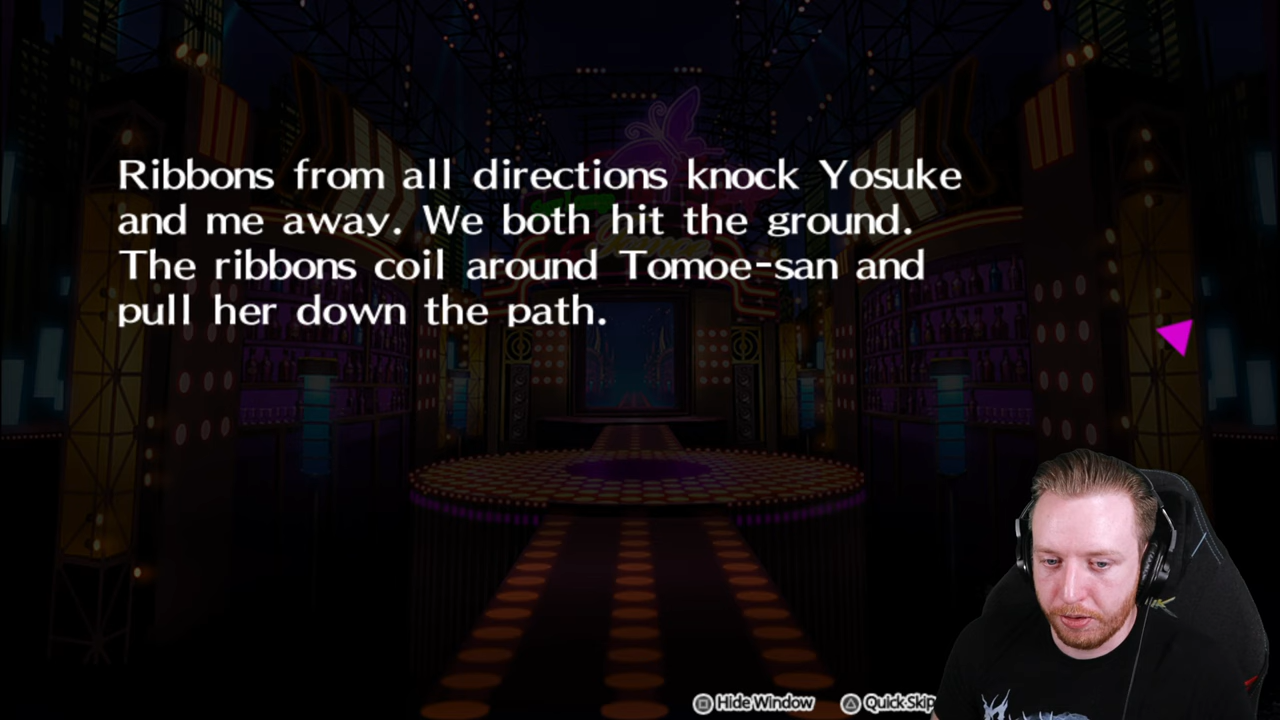 Ribbons from all directions knock Yosuke
and me away. We both hit the ground.
The ribbons coil around Tomoe-san and
pull her down the path.
Hide Window
Quick Skip